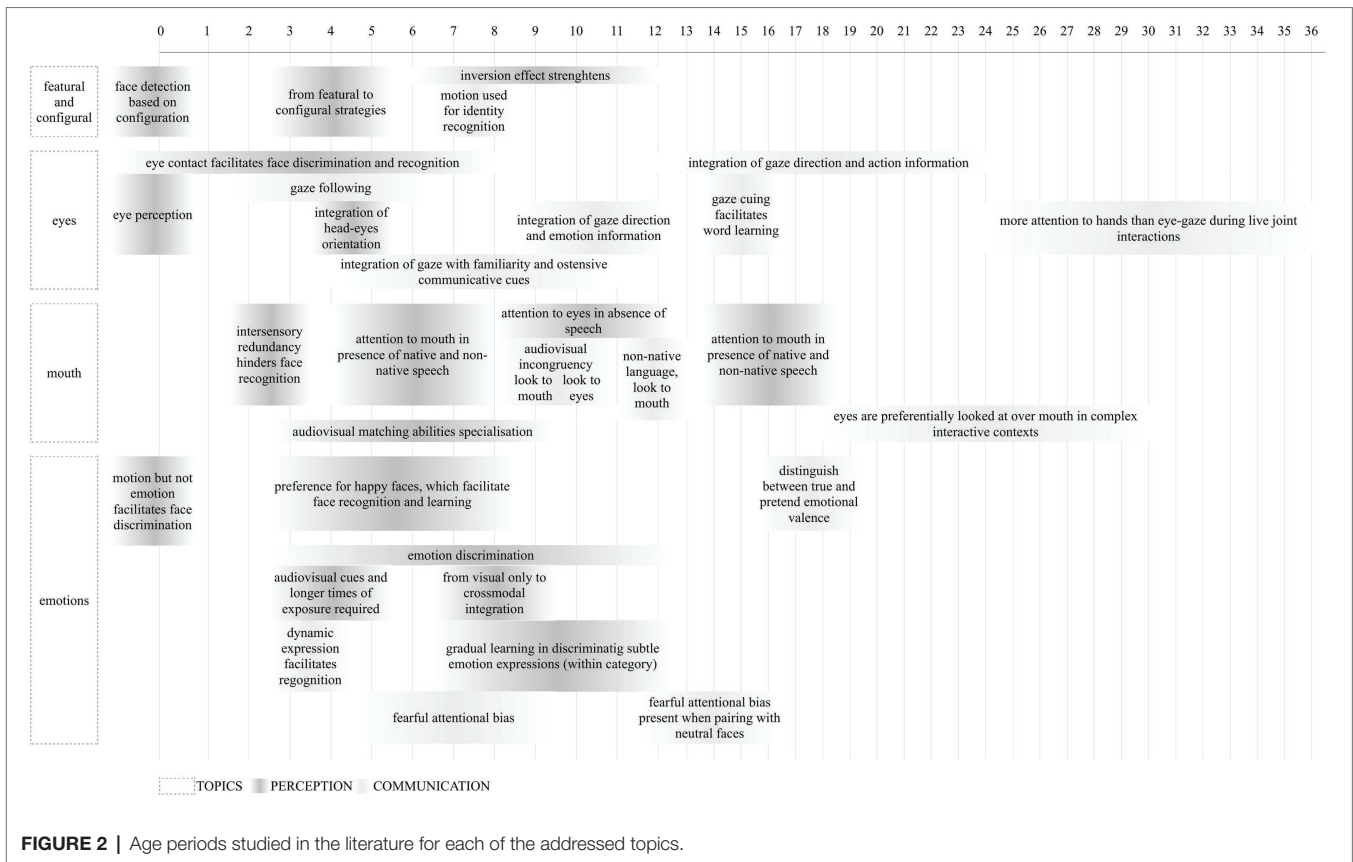 0 1 2 3 4 5 6 7 8 9 10 11 12 13 14 15 16 17 18 19 20 21 22 23 24 25 26 27 28 29 30 31 32 33 34 35 36
featural
and
configural
face detection
based on
configuration
from featural to
configural strategies
inversion effect strenghtens
motion used
for identity
recognition
eyes
eye contact facilitates face discrimination and recognition
integration of gaze direction and action information
eye perception
gaze following
integration of
head-eyes
orientation
integration of gaze direction
and emotion information
gaze cuing
facilitates
word learning
more attention to hands than eye-gaze during live joint
interactions
integration of gaze with familiarity and ostensive
communicative cues
mouth
intersensory
redundancy
hinders face
recognition
attention to mouth in
presence of native and non-
native speech
attention to eyes in absence of
speech
audiovisual
incongruency
look to look to
mouth eyes
non-native
language,
look to
mouth
attention to mouth in
presence of native and
non-native speech
eyes are preferentially looked at over mouth in complex
interactive contexts
audiovisual matching abilities specialisation
emotions
motion but not
emotion
facilitates face
discrimination
preference for happy faces, which facilitate
face recognition and learning
distinguish
between true and
pretend emotional
valence
emotion discrimination
audiovisual cues and
longer times of
exposure required
from visual only to
crossmodal
integration
dynamic
expression
facilitates
regognition
gradual learning in discriminatig subtle
emotion expressions (within category)
fearful attentional bias
fearful attentional bias
present when pairing with
neutral faces
TOPICS PERCEPTION COMMUNICATION
FIGURE 2 | Age periods studied in the literature for each of the addressed topics.